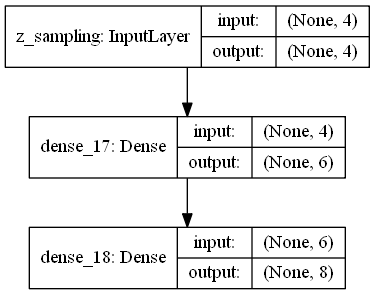 z_sampling: InputLayer
input: (None, 4)
output: (None, 4)
dense_17: Dense
input: (None, 4)
output: (None, 6)
dense_18: Dense
input: (None, 6)
output: (None, 8)